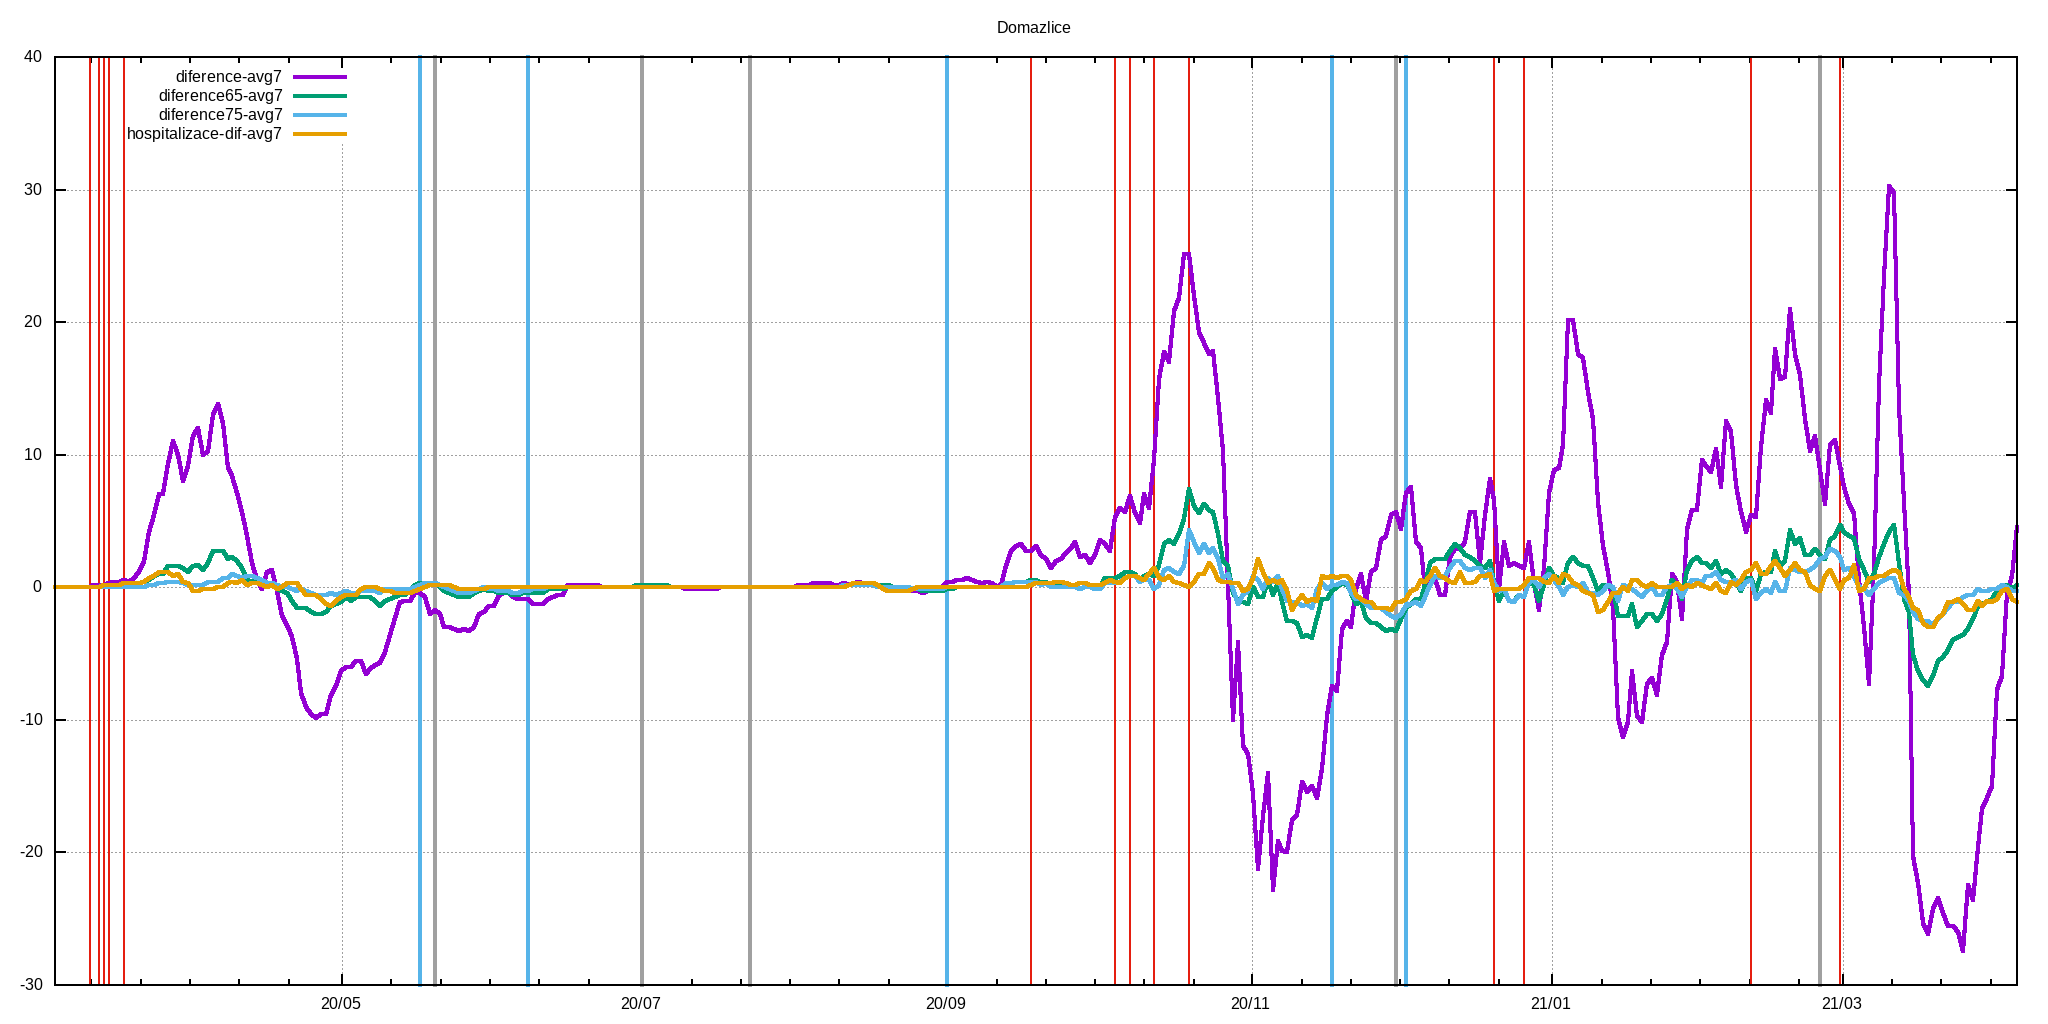 Domazlice
40
diference-avg7
diference65-avg7
diference75-avg7
hospitalizace-dif-avg7
30
20
10
0
-10
-20
-30
20/05 20/07 20/09 20/11 21/01 21/03